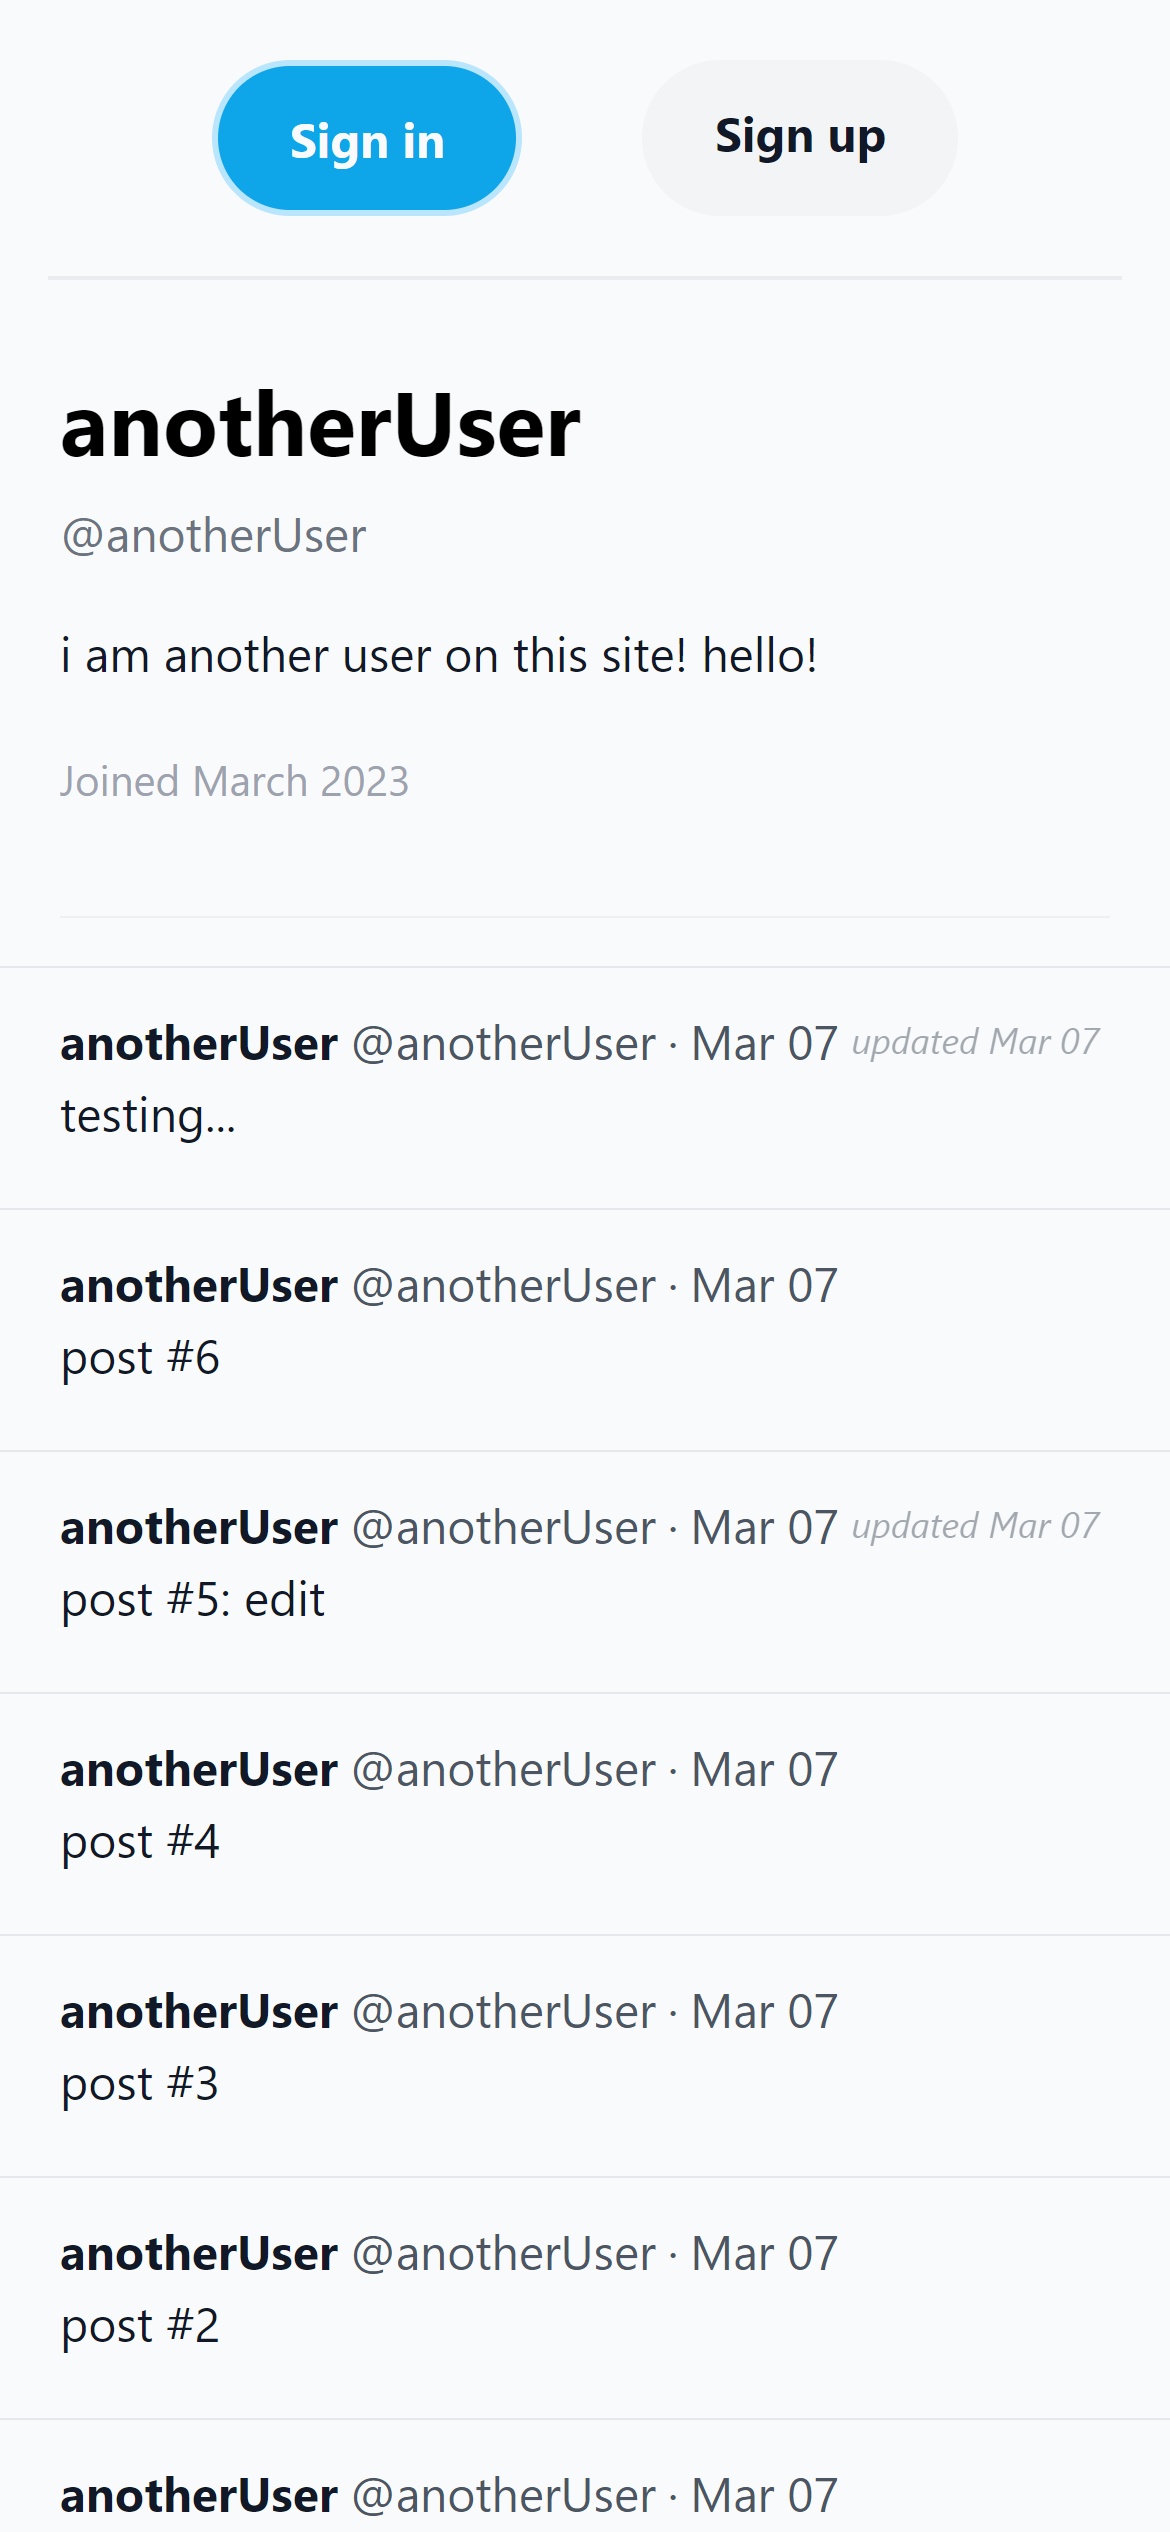 Sign in Sign up
anotherUser
@anotherUser
i am another user on this site! hello!
Joined March 2023
anotherUser @anotherUser · Mar 07 updated Mar 07
testing...
anotherUser @anotherUser · Mar 07
post #6
anotherUser @anotherUser · Mar 07 updated Mar 07
post #5: edit
anotherUser @anotherUser · Mar 07
post #4
anotherUser @anotherUser · Mar 07
post #3
anotherUser @anotherUser · Mar 07
post #2
anotherUser @anotherUser · Mar 07